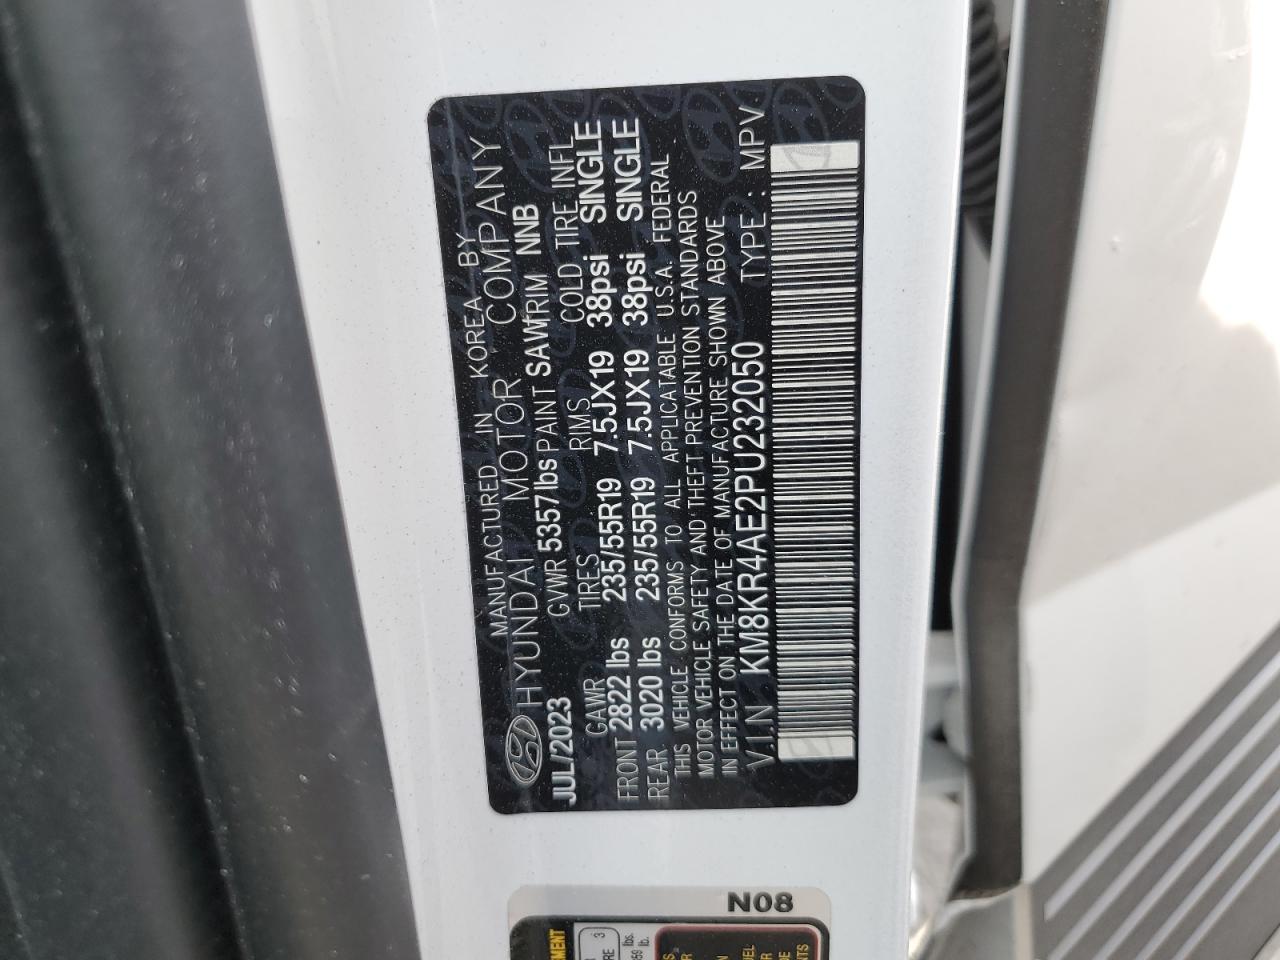 MANUFACTURED IN KOREA BY
HYUNDAI MOTOR COMPANY
JUL/2023 GVWR 5357lbs PAINT SAW TRIM NNB
GAWR TIRES RIMS COLD TIRE INFL
FRONT 2822 lbs 235/55R19 7.5JX19 38psi SINGLE
REAR 3020 lbs 235/55R19 7.5JX19 38psi SINGLE
THIS VEHICLE CONFORMS TO ALL APPLICATABLE U.S.A. FEDERAL
MOTOR VEHICLE SAFETY AND THEFT PREVENTION STANDARDS
IN EFFECT ON THE DATE OF MANUFACTURE SHOWN ABOVE
V.I.N KM8KR4AE2PU232050 TYPE : MPV
N08